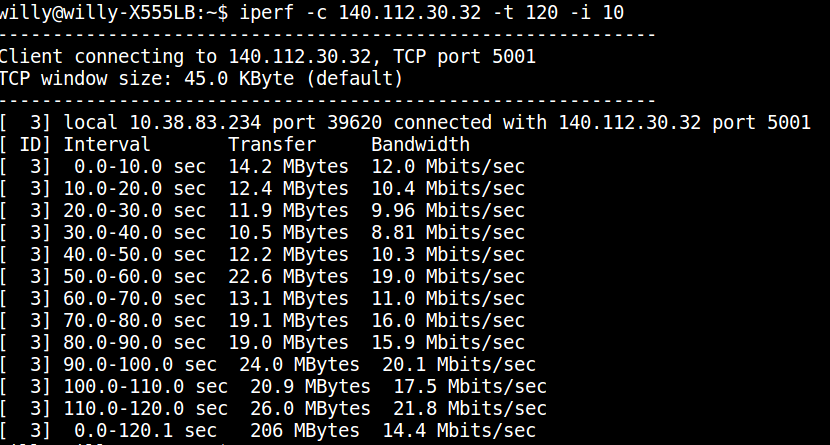 willy@willy-X555LB:~$ iperf -c 140.112.30.32 -t 120 -i 10
------------------------------------------------------------
Client connecting to 140.112.30.32, TCP port 5001
TCP window size: 45.0 KByte (default)
------------------------------------------------------------
[  3] local 10.38.83.234 port 39620 connected with 140.112.30.32 port 5001
[ ID] Interval       Transfer     Bandwidth
[  3]  0.0-10.0 sec  14.2 MBytes  12.0 Mbits/sec
[  3] 10.0-20.0 sec  12.4 MBytes  10.4 Mbits/sec
[  3] 20.0-30.0 sec  11.9 MBytes  9.96 Mbits/sec
[  3] 30.0-40.0 sec  10.5 MBytes  8.81 Mbits/sec
[  3] 40.0-50.0 sec  12.2 MBytes  10.3 Mbits/sec
[  3] 50.0-60.0 sec  22.6 MBytes  19.0 Mbits/sec
[  3] 60.0-70.0 sec  13.1 MBytes  11.0 Mbits/sec
[  3] 70.0-80.0 sec  19.1 MBytes  16.0 Mbits/sec
[  3] 80.0-90.0 sec  19.0 MBytes  15.9 Mbits/sec
[  3] 90.0-100.0 sec  24.0 MBytes  20.1 Mbits/sec
[  3] 100.0-110.0 sec  20.9 MBytes  17.5 Mbits/sec
[  3] 110.0-120.0 sec  26.0 MBytes  21.8 Mbits/sec
[  3]  0.0-120.1 sec   206 MBytes  14.4 Mbits/sec